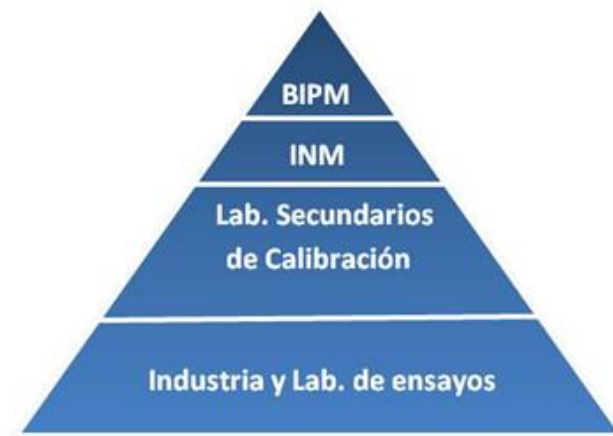 BIPM
INM
Lab. Secundarios
de Calibración
Industria y Lab. de ensayos